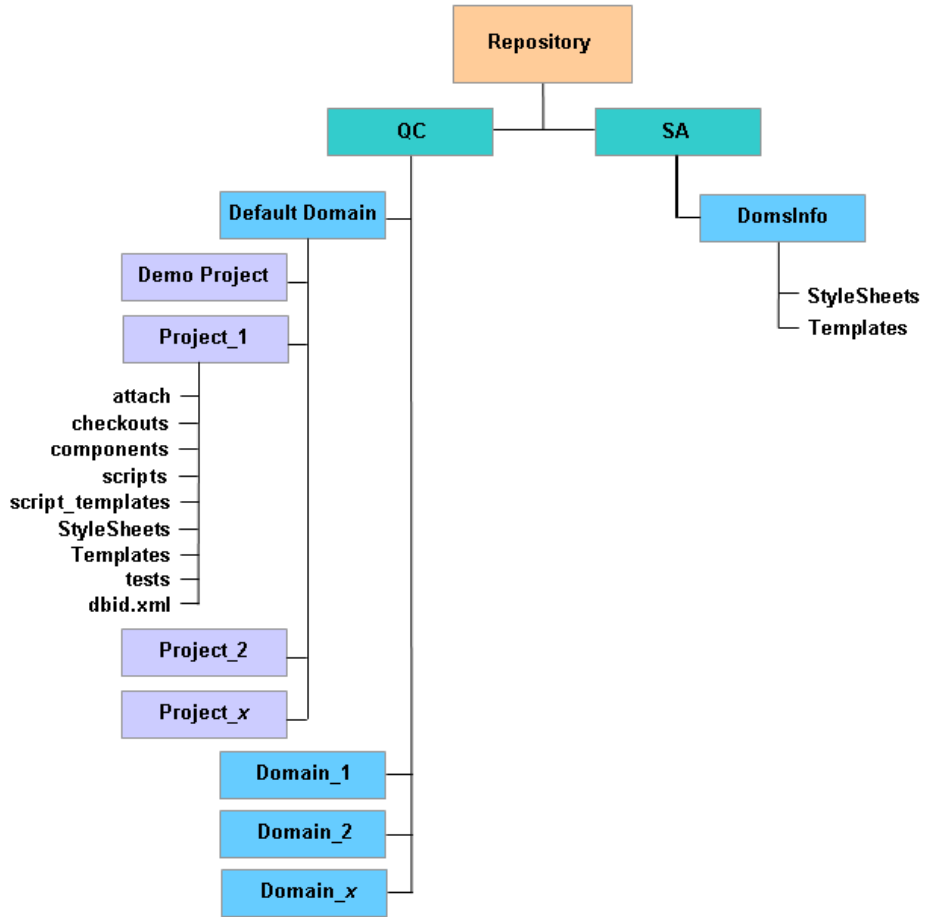 Repository
QC
SA
Default Domain
DomsInfo
Demo Project
StyleSheets
Templates
Project_1
attach
checkouts
components
scripts
script_templates
StyleSheets
Templates
tests
dbid.xml
Project_2
Project_x
Domain_1
Domain_2
Domain_x